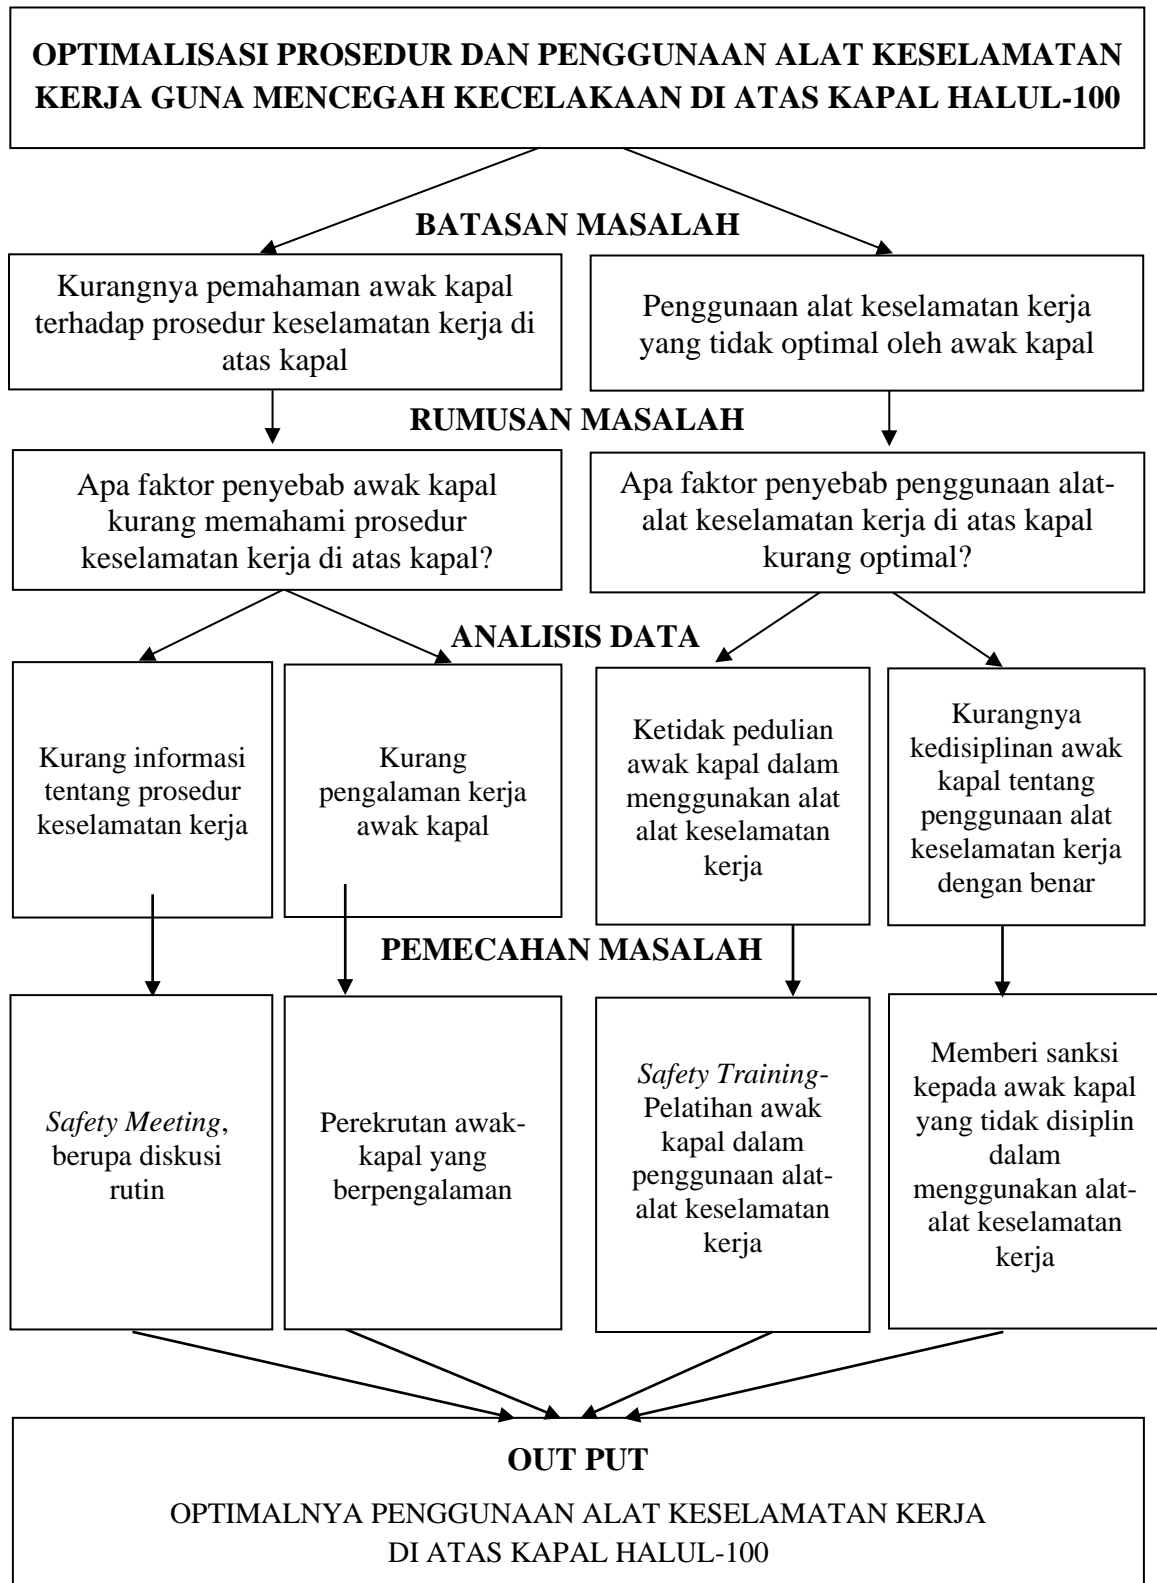 OPTIMALISASI PROSEDUR DAN PENGGUNAAN ALAT KESELAMATAN
KERJA GUNA MENCEGAH KECELAKAAN DI ATAS KAPAL HALUL-100
BATASAN MASALAH
Kurangnya pemahaman awak kapal
terhadap prosedur keselamatan kerja di
atas kapal
Penggunaan alat keselamatan kerja
yang tidak optimal oleh awak kapal
RUMUSAN MASALAH
Apa faktor penyebab awak kapal
kurang memahami prosedur
keselamatan kerja di atas kapal?
Apa faktor penyebab penggunaan alat-
alat keselamatan kerja di atas kapal
kurang optimal?
ANALISIS DATA
Kurang informasi
tentang prosedur
keselamatan kerja
Kurang
pengalaman kerja
awak kapal
Ketidak pedulian
awak kapal dalam
menggunakan alat
alat keselamatan
kerja
Kurangnya
kedisiplinan awak
kapal tentang
penggunaan alat
keselamatan kerja
dengan benar
PEMECAHAN MASALAH
Safety Meeting,
berupa diskusi
rutin
Perekrutan awak-
kapal yang
berpengalaman
Safety Training-
Pelatihan awak
kapal dalam
penggunaan alat-
alat keselamatan
kerja
Memberi sanksi
kepada awak kapal
yang tidak disiplin
dalam
menggunakan alat-
alat keselamatan
kerja
OUT PUT
OPTIMALNYA PENGGUNAAN ALAT KESELAMATAN KERJA
DI ATAS KAPAL HALUL-100